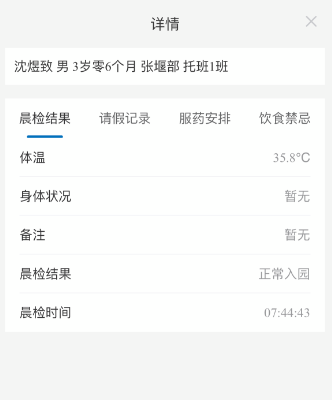 详情
沈煜致 男 3岁零6个月 张堰部 托班1班
晨检结果 请假记录 服药安排 饮食禁忌
体温 35.8℃
身体状况 暂无
备注 暂无
晨检结果 正常入园
晨检时间 07:44:43